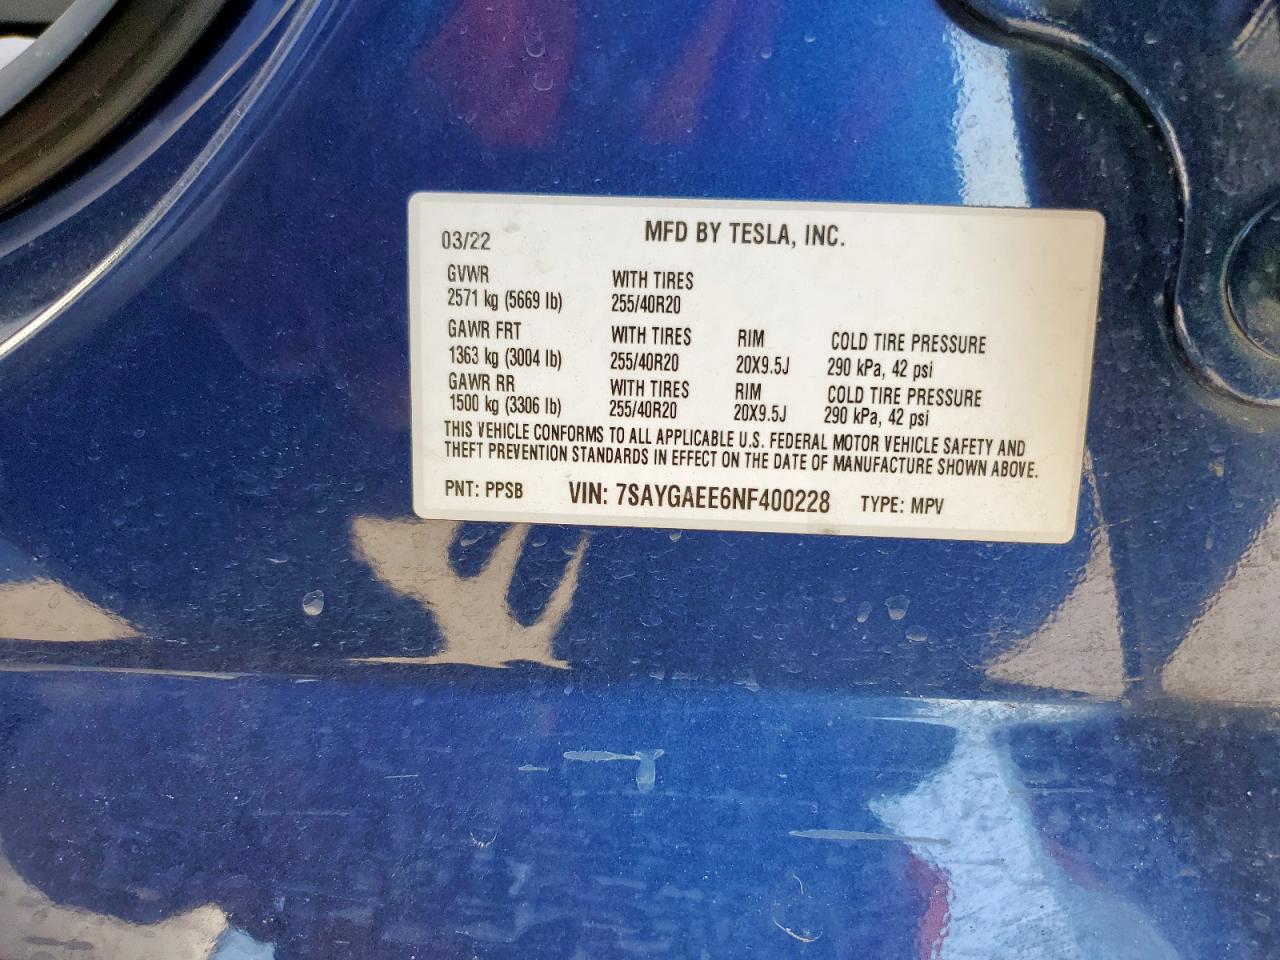 03/22 MFD BY TESLA, INC.
GVWR WITH TIRES
2571 kg (5669 lb) 255/40R20
GAWR FRT WITH TIRES RIM COLD TIRE PRESSURE
1363 kg (3004 lb) 255/40R20 20X9.5J 290 kPa, 42 psi
GAWR RR WITH TIRES RIM COLD TIRE PRESSURE
1500 kg (3306 lb) 255/40R20 20X9.5J 290 kPa, 42 psi
THIS VEHICLE CONFORMS TO ALL APPLICABLE U.S. FEDERAL MOTOR VEHICLE SAFETY AND
THEFT PREVENTION STANDARDS IN EFFECT ON THE DATE OF MANUFACTURE SHOWN ABOVE.
PNT: PPSB VIN: 7SAYGAEE6NF400228 TYPE: MPV